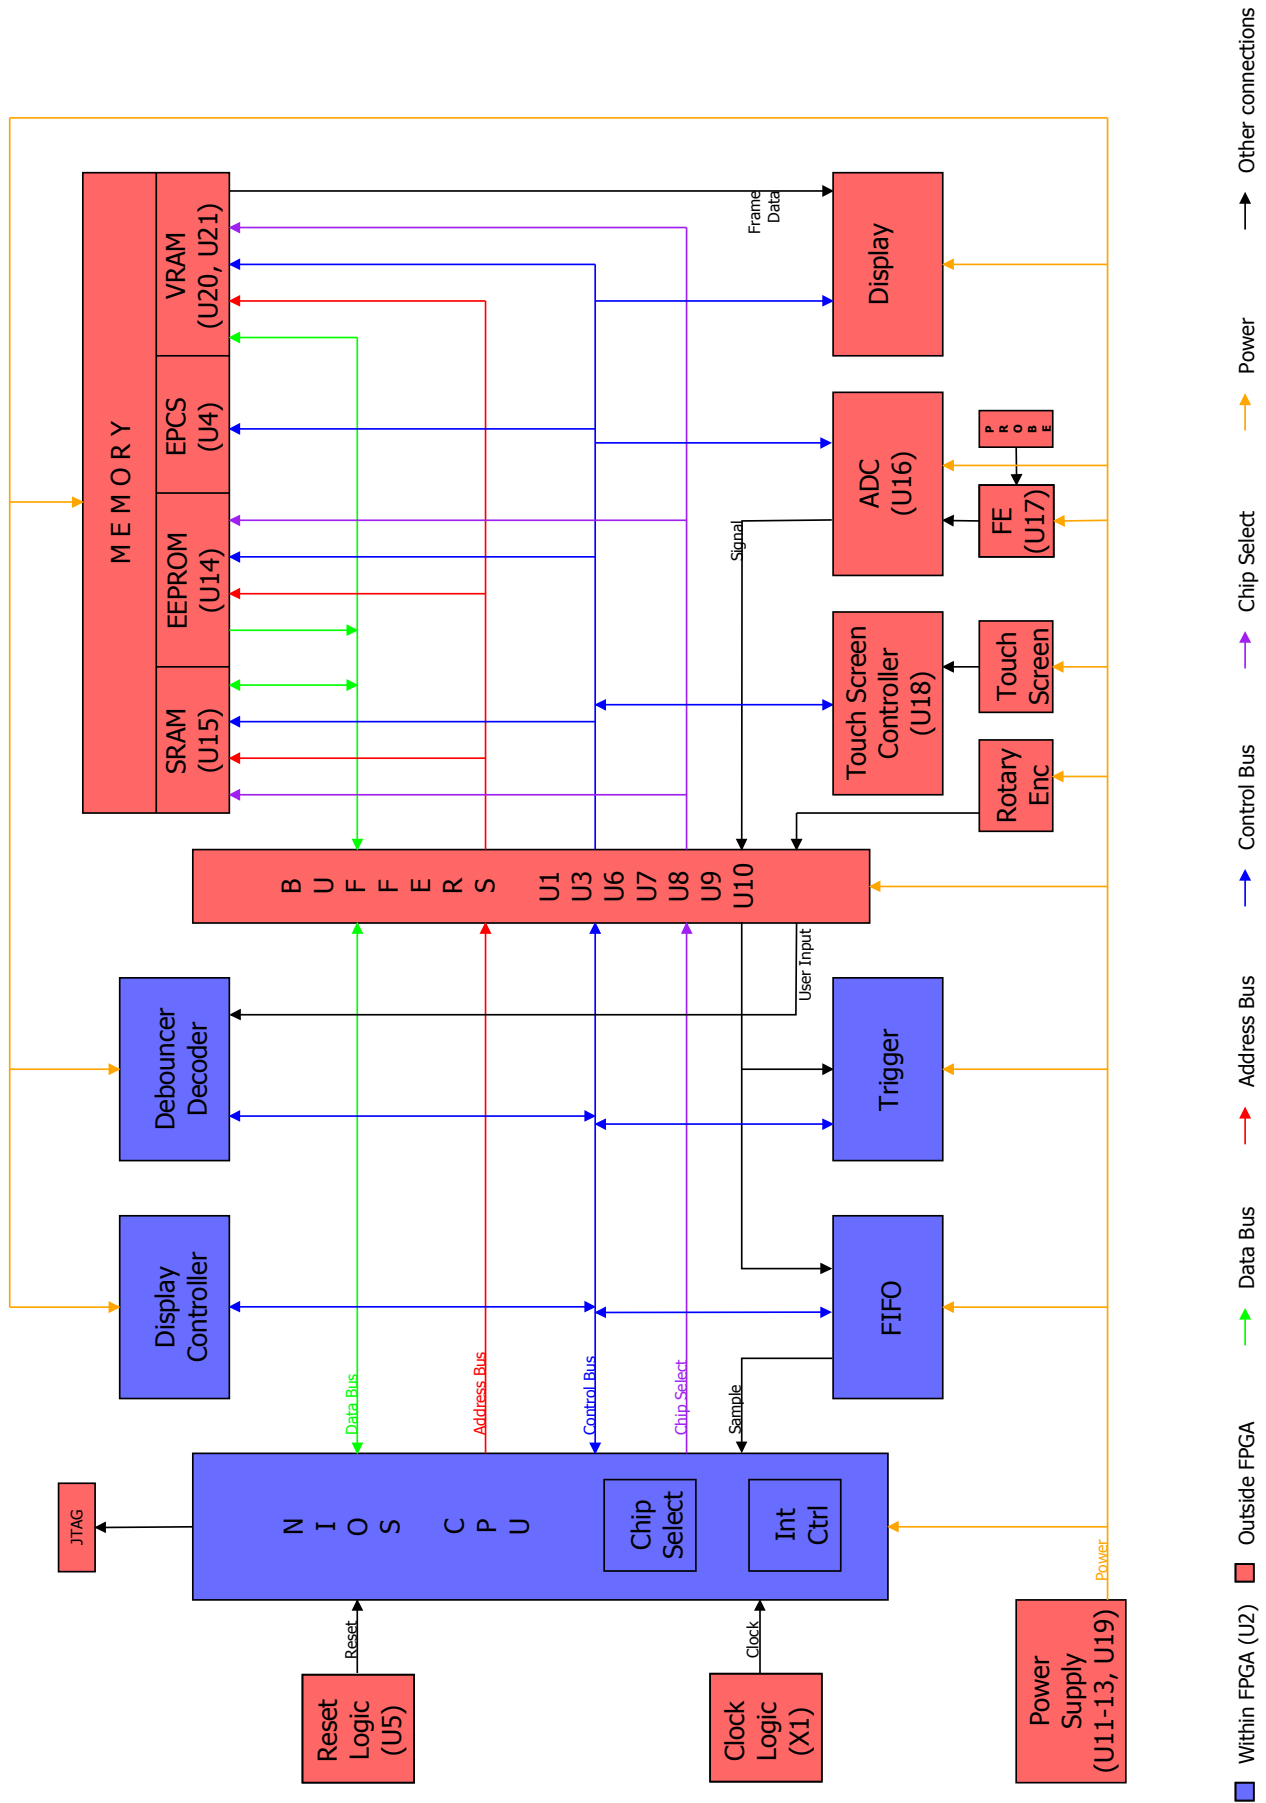 JTAG
MEMORY
SRAM
(U15)
EEPROM
(U14)
EPCS
(U4)
VRAM
(U20, U21)
Display
Controller
Debouncer
Decoder
Reset
Logic
(U5)
Reset
NIOS CPU
Chip
Select
Int
Ctrl
Data Bus
Address Bus
Control Bus
Chip Select
Sample
BUFFERS
U1
U3
U6
U7
U8
U9
U10
User Input
Signal
Frame
Data
Clock
Logic
(X1)
Clock
FIFO
Trigger
Touch Screen
Controller
(U18)
ADC
(U16)
Display
Rotary
Enc
Touch
Screen
FE
(U17)
PROBE
Power
Supply
(U11-13, U19)
Power
Within FPGA (U2)
Outside FPGA
Data Bus
Address Bus
Control Bus
Chip Select
Power
Other connections